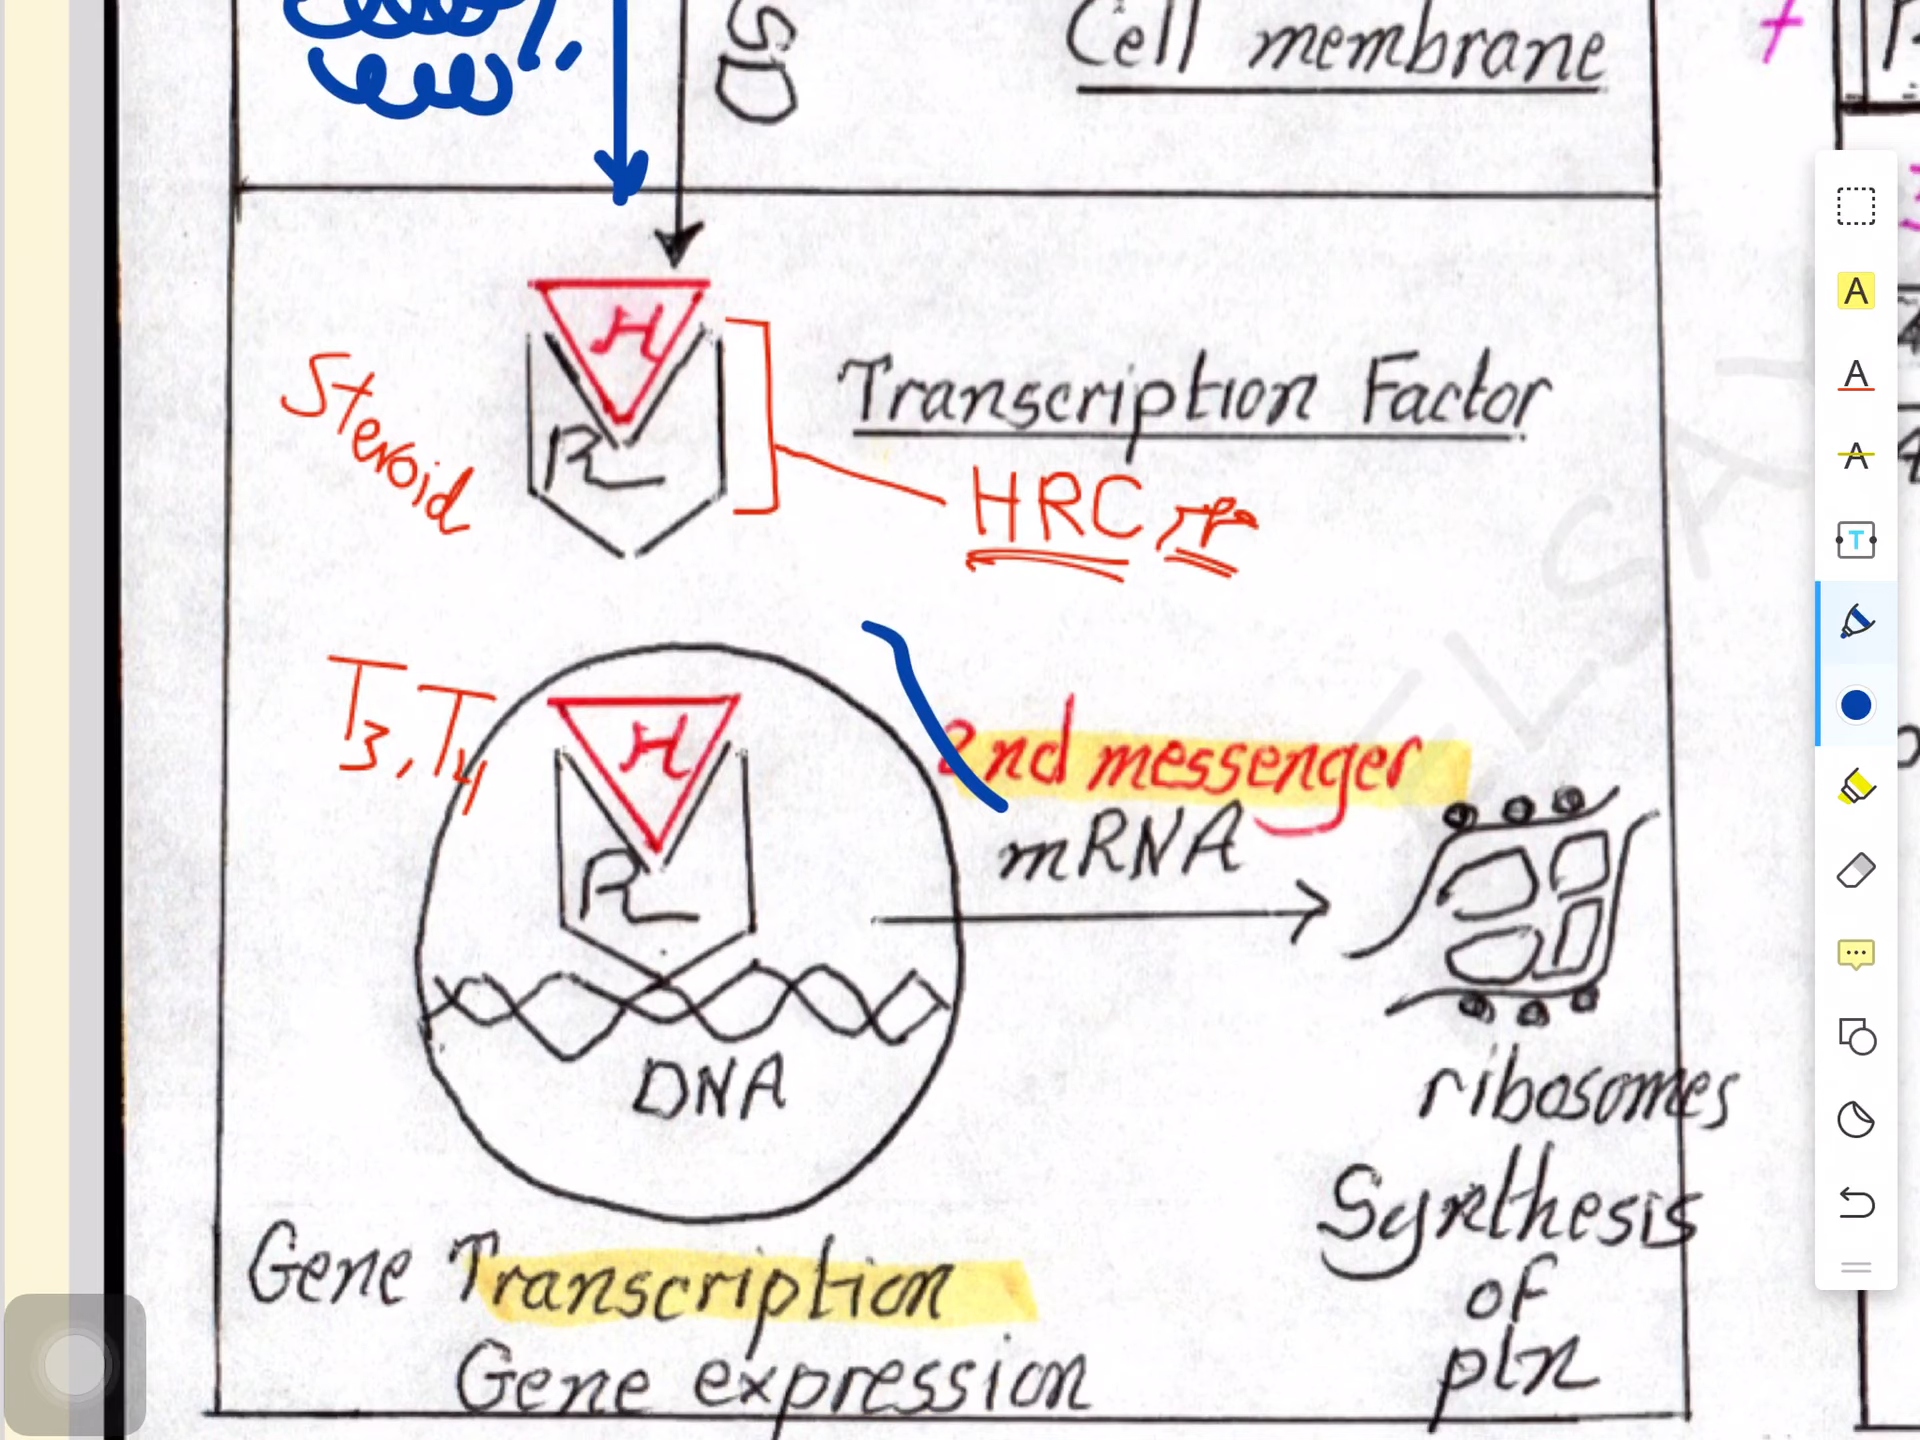 Cell membrane
H
Steroid
R
Transcription Factor
HRC
T3, T4
H
R
2nd messenger
mRNA
DNA
ribosomes
Synthesis
of
ptn
Gene Transcription
Gene expression
A
A
A
T